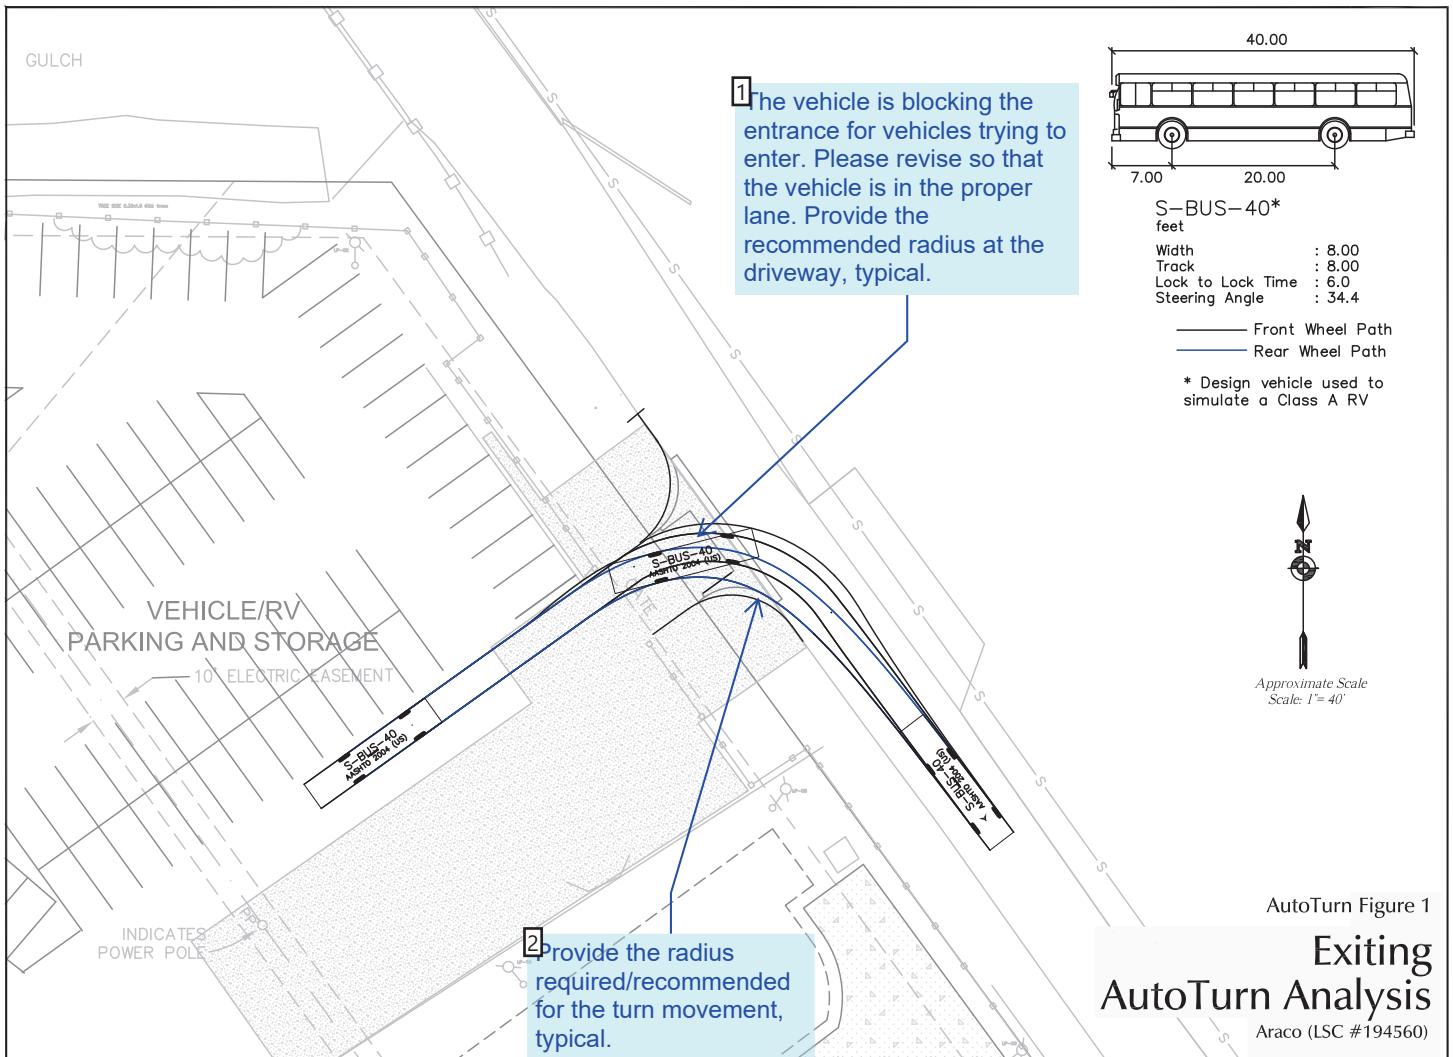 GULCH
1
The vehicle is blocking the
entrance for vehicles trying to
enter. Please revise so that
the vehicle is in the proper
lane. Provide the
recommended radius at the
driveway, typical.
40.00
7.00
20.00
S-BUS-40*
feet
Width : 8.00
Track : 8.00
Lock to Lock Time : 6.0
Steering Angle : 34.4
Front Wheel Path
Rear Wheel Path
* Design vehicle used to
simulate a Class A RV
S
S
S
S
S
S
S
S
S
S
S
N
Approximate Scale
Scale: 1"= 40'
S-BUS-40
AASHTO 2004 (US)
VEHICLE/RV
PARKING AND STORAGE
10' ELECTRIC EASEMENT
S-BUS-40
AASHTO 2004 (US)
S-BUS-40
AASHTO 2004 (US)
PP
INDICATES
POWER POLE
2
Provide the radius
required/recommended
for the turn movement,
typical.
AutoTurn Figure 1
Exiting
AutoTurn Analysis
Araco (LSC #194560)